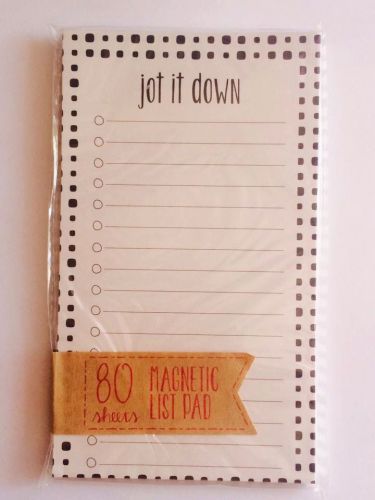 jot it down
80 MAGNETIC
sheets LIST PAD